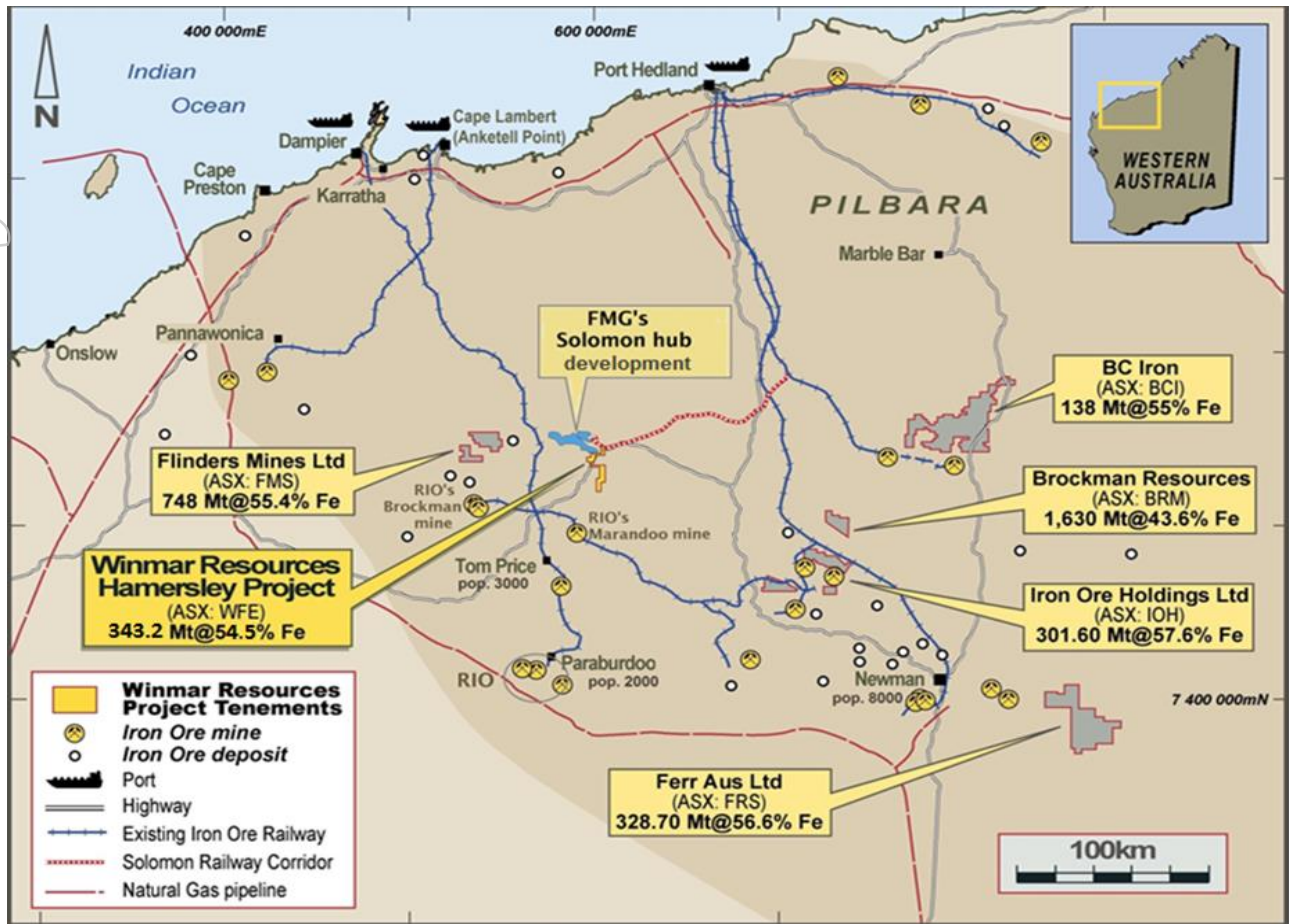 400 000mE
600 000mE
Indian
Ocean
N
Port Hedland
Cape Lambert
(Anketell Point)
Dampier
Cape
Preston
Karratha
WESTERN
AUSTRALIA
PILBARA
Marble Bar
Pannawonica
Onslow
FMG's
Solomon hub
development
BC Iron
(ASX: BCI)
138 Mt@55% Fe
Flinders Mines Ltd
(ASX: FMS)
748 Mt@55.4% Fe
RIO's
Brockman
mine
RIO's
Marandoo mine
Brockman Resources
(ASX: BRM)
1,630 Mt@43.6% Fe
Winmar Resources
Hamersley Project
(ASX: WFE)
343.2 Mt@54.5% Fe
Tom Price
pop. 3000
Iron Ore Holdings Ltd
(ASX: IOH)
301.60 Mt@57.6% Fe
RIO
Paraburdoo
pop. 2000
Newman
pop. 8000
7 400 000mN
Ferr Aus Ltd
(ASX: FRS)
328.70 Mt@56.6% Fe
Winmar Resources
Project Tenements
Iron Ore mine
Iron Ore deposit
Port
Highway
Existing Iron Ore Railway
Solomon Railway Corridor
Natural Gas pipeline
100km